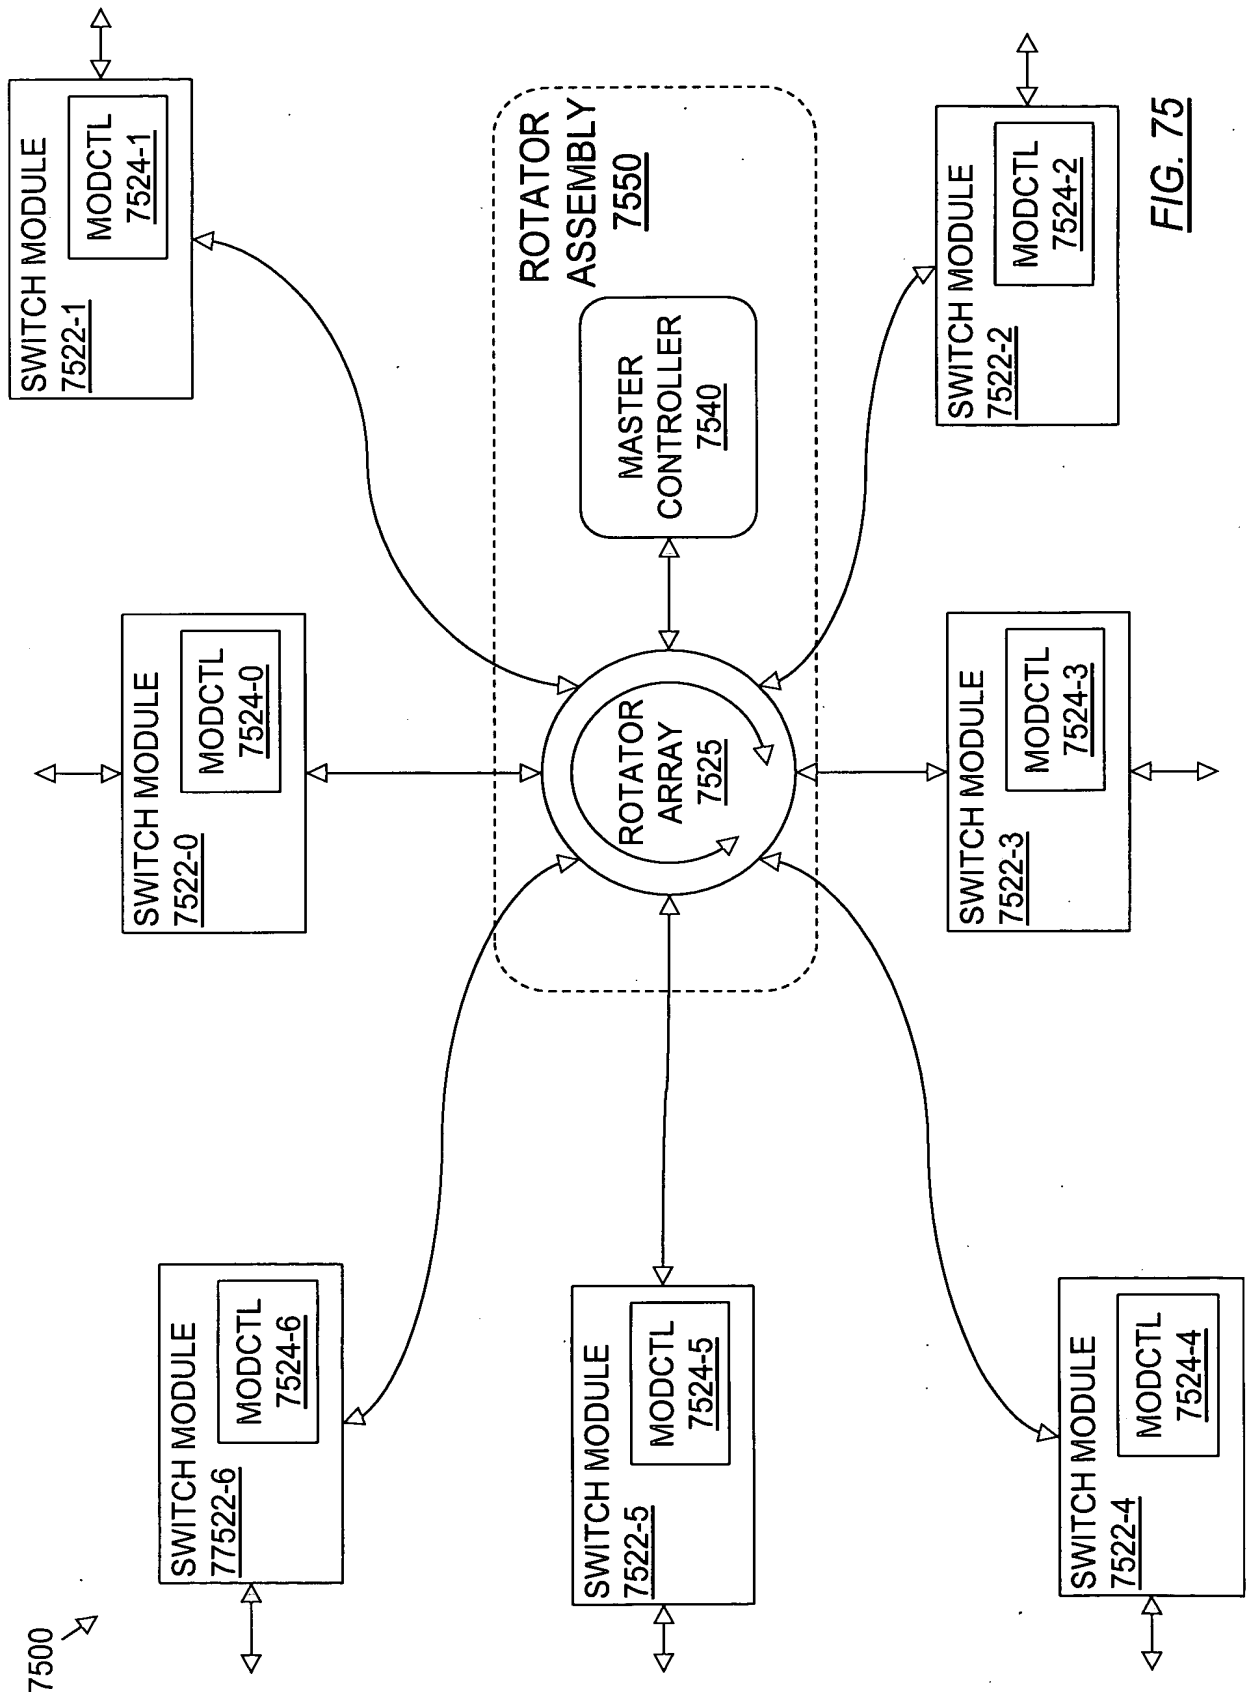 7500
SWITCH MODULE
77522-6
MODCTL
7524-6
SWITCH MODULE
7522-0
MODCTL
7524-0
SWITCH MODULE
7522-1
MODCTL
7524-1
SWITCH MODULE
7522-5
MODCTL
7524-5
ROTATOR
ARRAY
7525
MASTER
CONTROLLER
7540
ROTATOR
ASSEMBLY
7550
SWITCH MODULE
7522-4
MODCTL
7524-4
SWITCH MODULE
7522-3
MODCTL
7524-3
SWITCH MODULE
7522-2
MODCTL
7524-2
FIG. 75